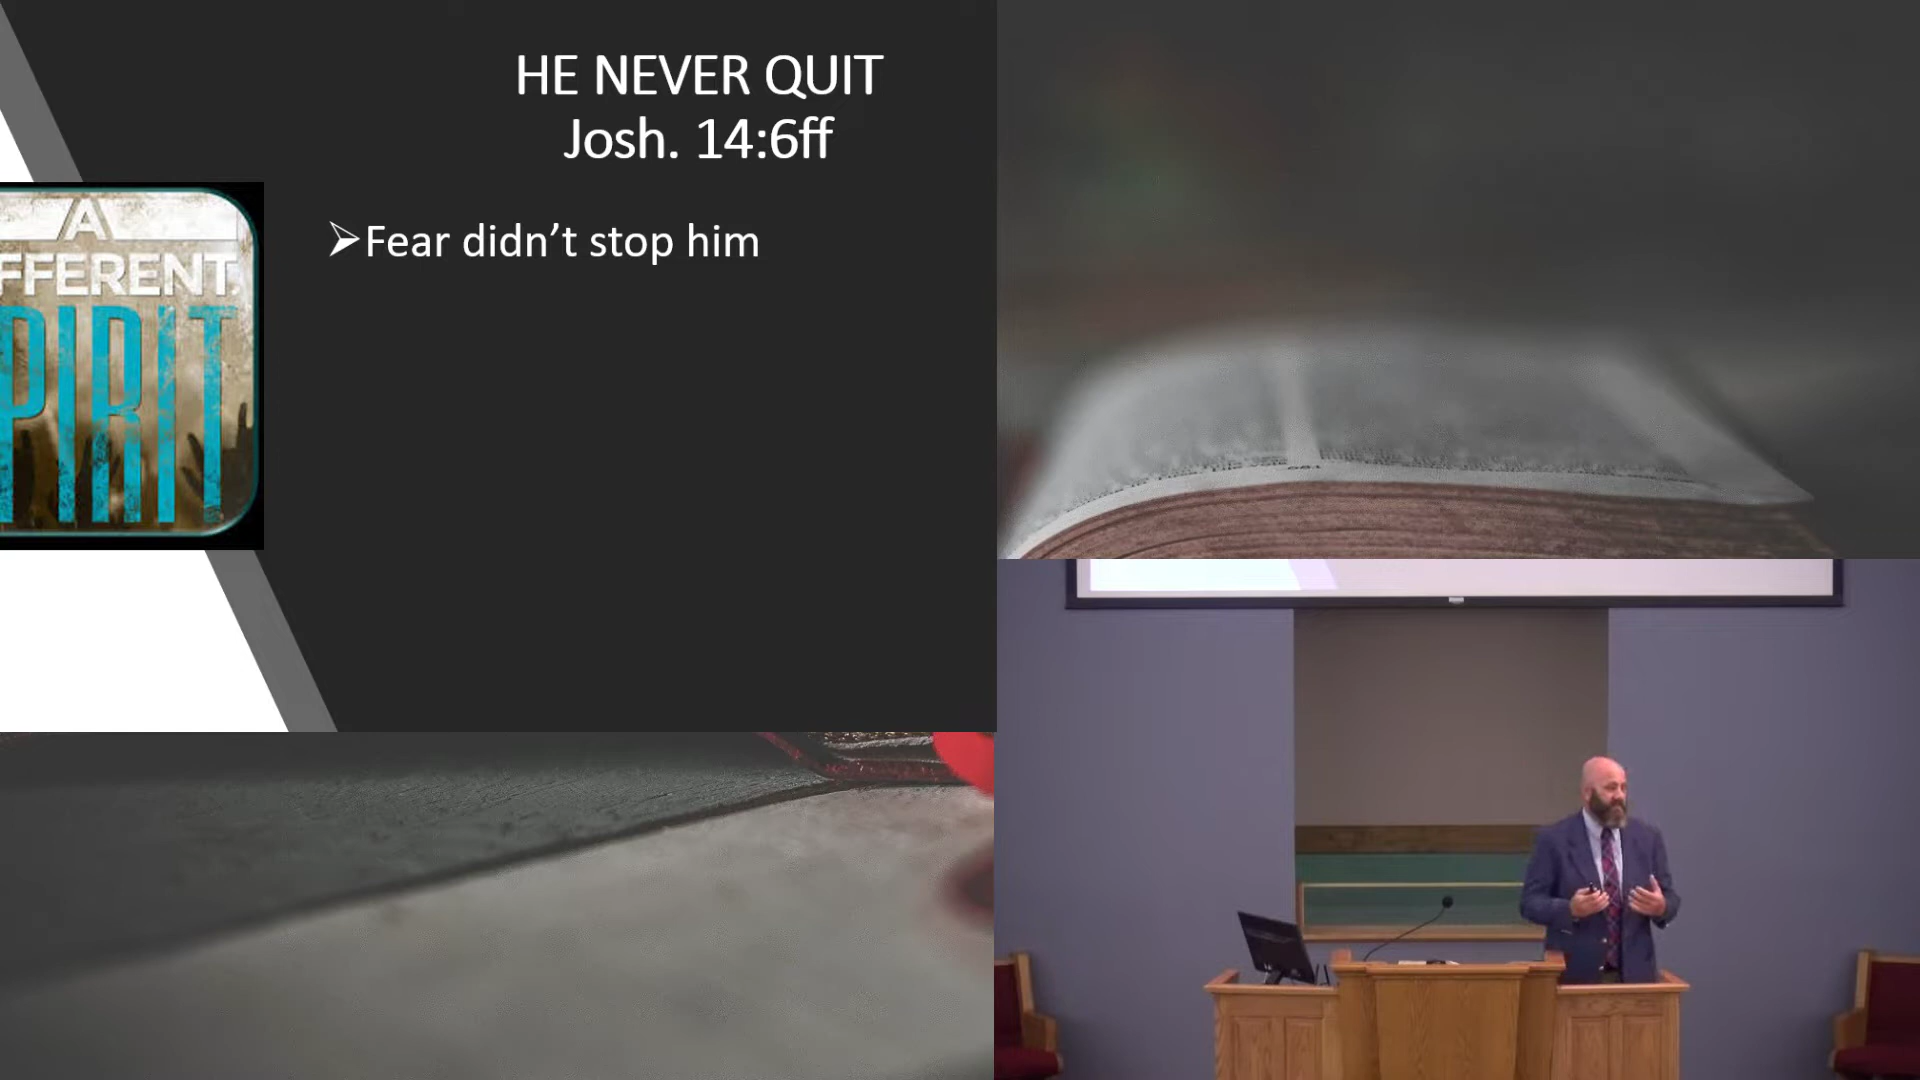 HE NEVER QUIT
Josh. 14:6ff
➢Fear didn’t stop him
A
FFERENT
PIRIT